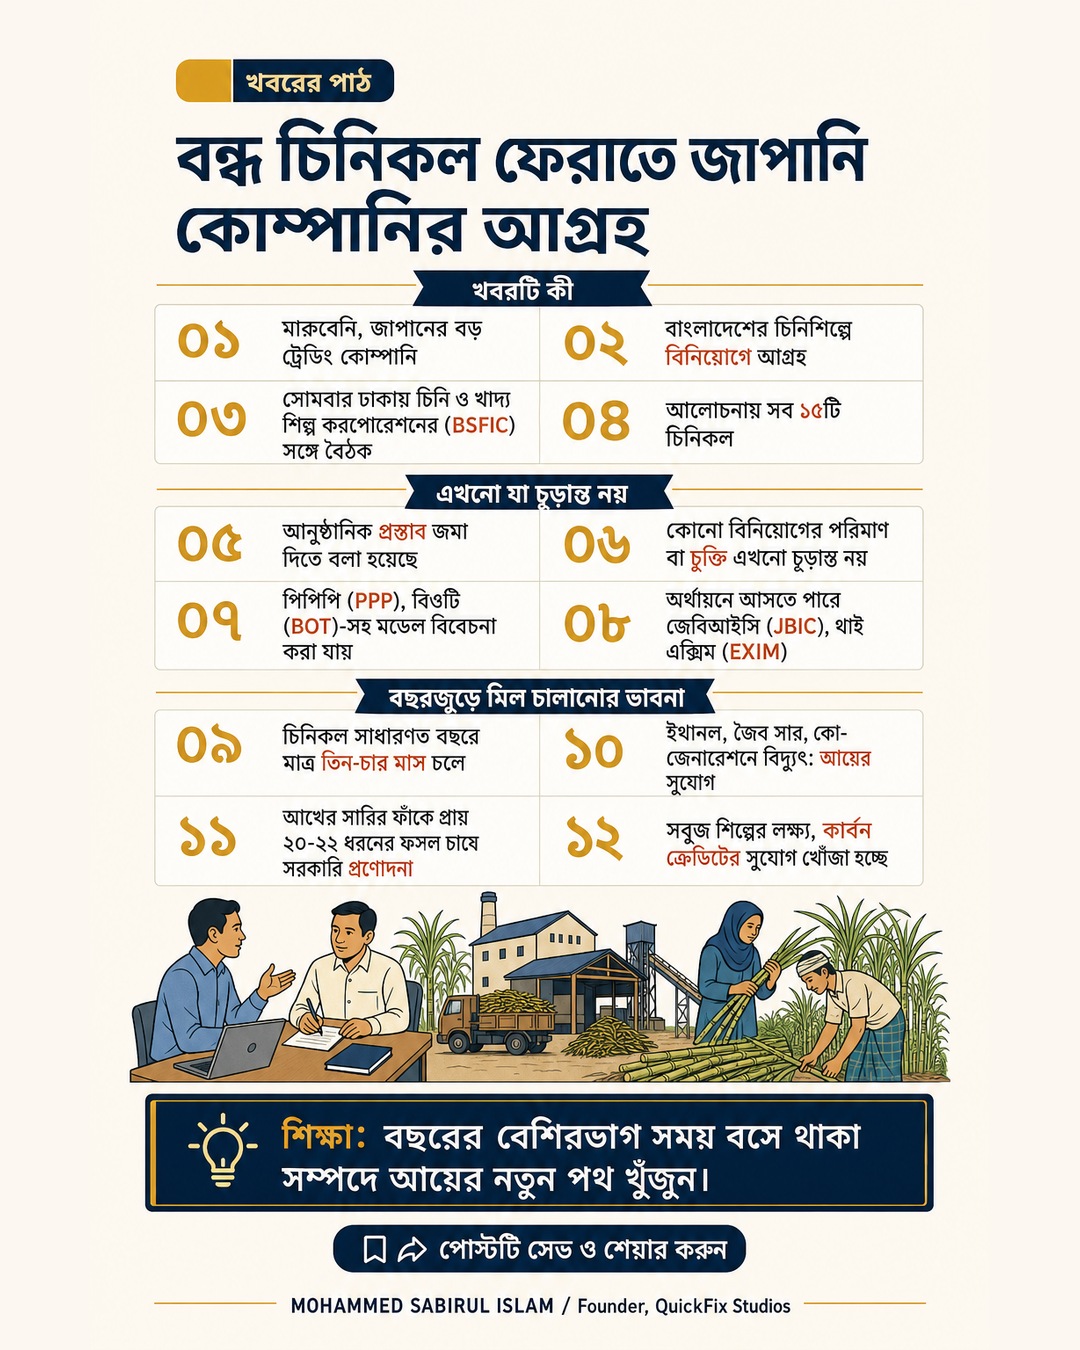 খবরের পাঠ
বন্ধ চিনিকল ফেরাতে জাপানি
কোম্পানির আগ্রহ
খবরটি কী
০১
মারুবেনি, জাপানের বড়
ট্রেডিং কোম্পানি
০২
বাংলাদেশের চিনিশিল্পে
বিনিয়োগে আগ্রহ
০৩
সোমবার ঢাকায় চিনি ও খাদ্য
শিল্প করপোরেশনের (BSFIC)
সঙ্গে বৈঠক
০৪
আলোচনায় সব ১৫টি
চিনিকল
এখনো যা চূড়ান্ত নয়
০৫
আনুষ্ঠানিক প্রস্তাব জমা
দিতে বলা হয়েছে
০৬
কোনো বিনিয়োগের পরিমাণ
বা চুক্তি এখনো চূড়ান্ত নয়
০৭
পিপিপি (PPP), বিওটি
(BOT)-সহ মডেল বিবেচনা
করা যায়
০৮
অর্থায়নে আসতে পারে
জেবিআইসি (JBIC), থাই
এক্সিম (EXIM)
বছরজুড়ে মিল চালানোর ভাবনা
০৯
চিনিকল সাধারণত বছরে
মাত্র তিন-চার মাস চলে
১০
ইথানল, জৈব সার, কো-
জেনারেশনে বিদ্যুৎ: আয়ের
সুযোগ
১১
আখের সারির ফাঁকে প্রায়
২০-২২ ধরনের ফসল চাষে
সরকারি প্রণোদনা
১২
সবুজ শিল্পের লক্ষ্য, কার্বন
ক্রেডিটের সুযোগ খোঁজা হচ্ছে
শিক্ষা: বছরের বেশিরভাগ সময় বসে থাকা
সম্পদে আয়ের নতুন পথ খুঁজুন।
পোস্টটি সেভ ও শেয়ার করুন
MOHAMMED SABIRUL ISLAM / Founder, QuickFix Studios